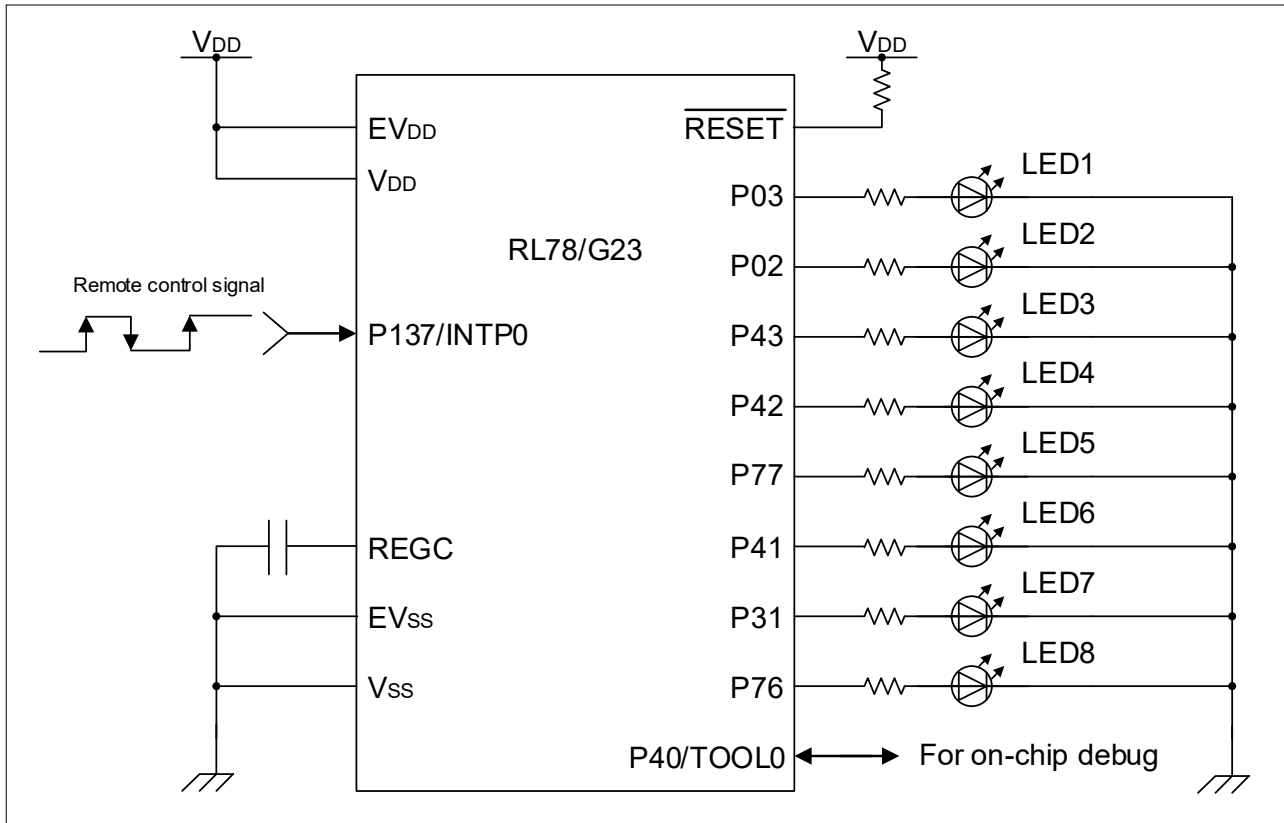 VDD
VDD
EVDD
RESET
VDD
P03
LED1
RL78/G23
P02
LED2
Remote control signal
P137/INTP0
P43
LED3
P42
LED4
P77
LED5
REGC
P41
LED6
EVSS
P31
LED7
VSS
P76
LED8
P40/TOOL0
For on-chip debug